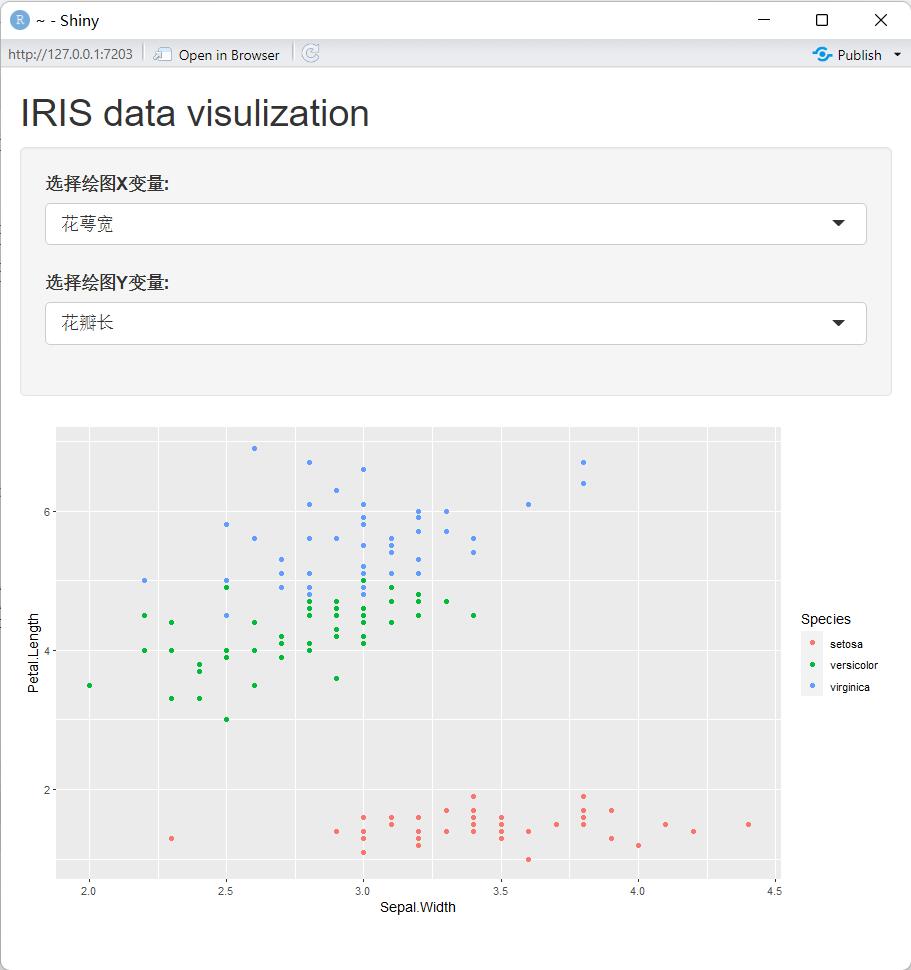 R ~ - Shiny
http://127.0.0.1:7203 Open in Browser Publish
IRIS data visulization
选择绘图X变量:
花萼宽
选择绘图Y变量:
花瓣长
6
4
2
Petal.Length
2.0 2.5 3.0 3.5 4.0 4.5
Sepal.Width
Species
setosa
versicolor
virginica